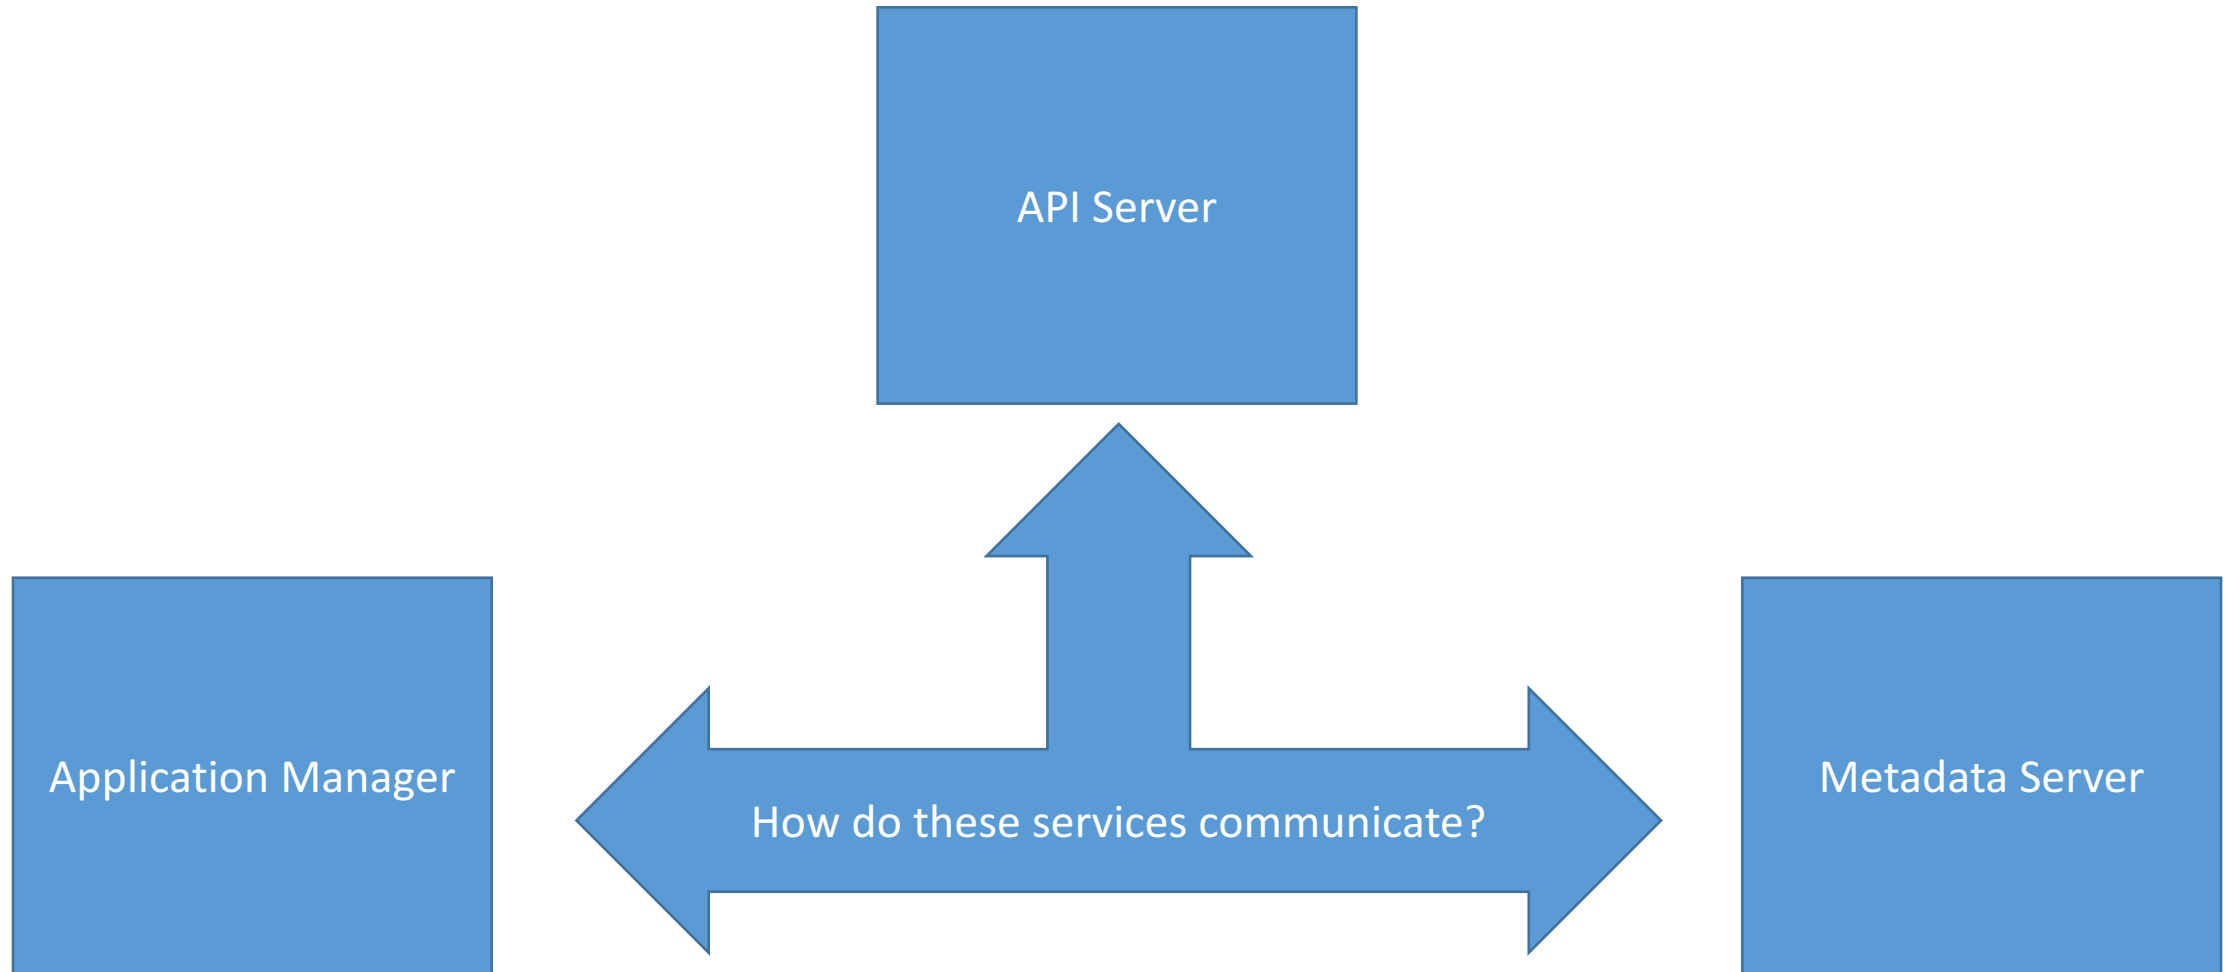 API Server
Application Manager
How do these services communicate?
Metadata Server